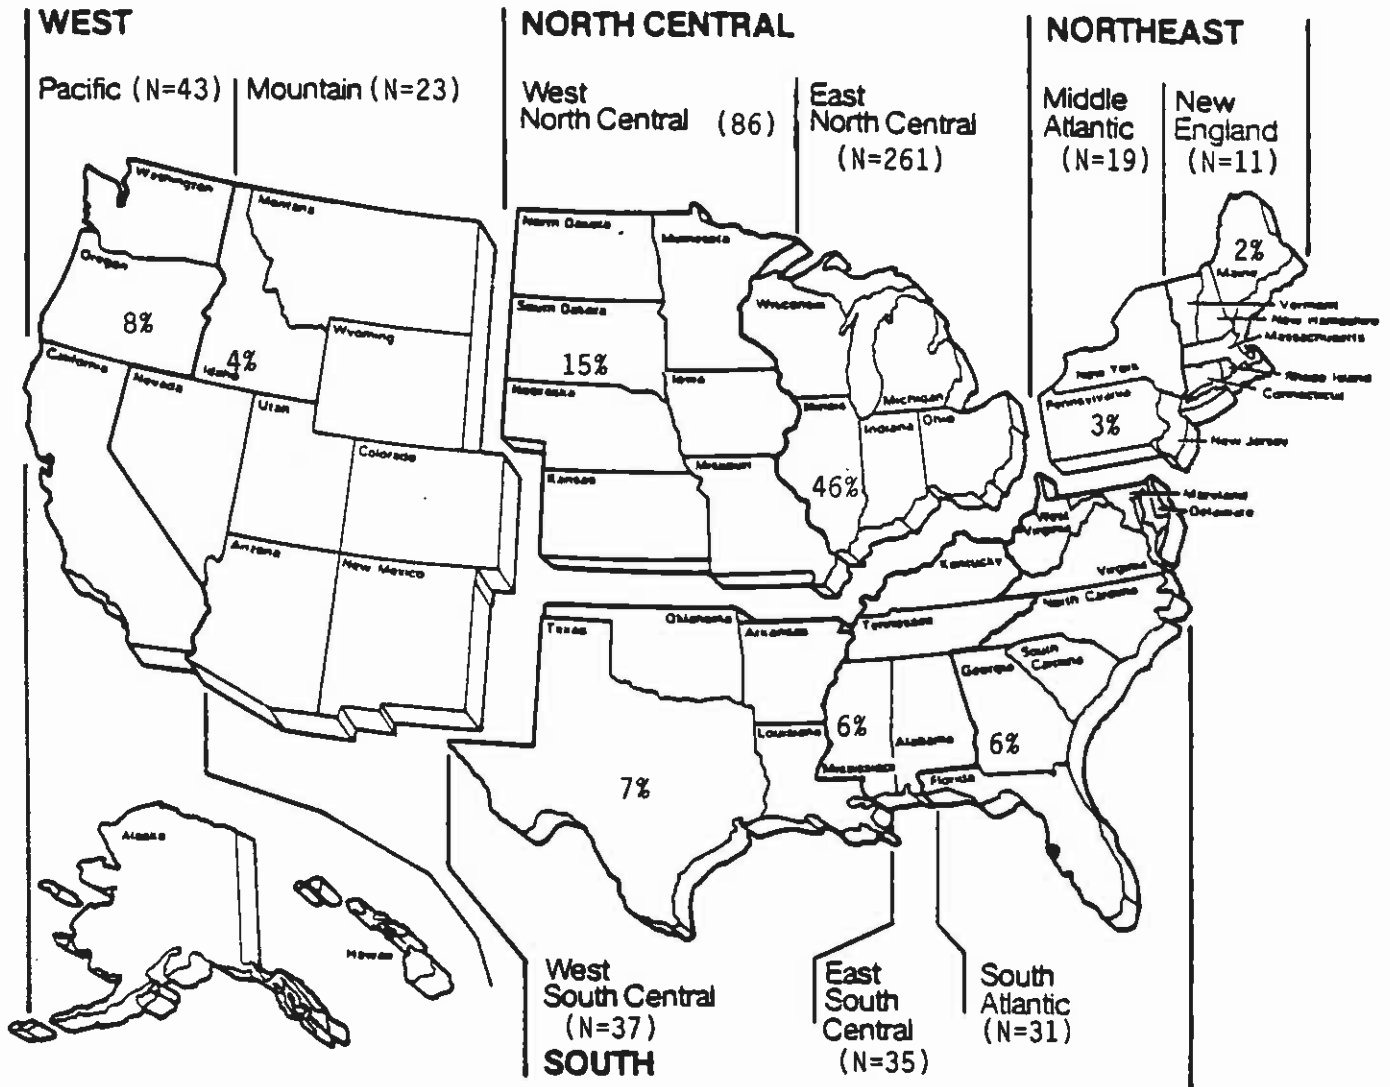 WEST
NORTH CENTRAL
NORTHEAST
Pacific (N=43)
Mountain (N=23)
West
North Central (86)
East
North Central
(N=261)
Middle
Atlantic
(N=19)
New
England
(N=11)
Washington
Montana
North Dakota
Minnesota
2%
Maine
Oregon
Wisconsin
Vermont
New Hampshire
Massachusetts
8%
South Dakota
Wyoming
4%
Idaho
15%
California
Nevada
Nebraska
Iowa
New York
Rhode Island
Connecticut
Utah
Illinois
Michigan
Pennsylvania
3%
Indiana
Ohio
New Jersey
Colorado
Kansas
Missouri
46%
Maryland
Delaware
West
Virginia
Arizona
New Mexico
Kentucky
Virginia
North Carolina
Texas
Oklahoma
Arkansas
Tennessee
South
Carolina
Georgia
Louisiana
6%
Alabama
6%
Mississippi
Florida
7%
Alaska
Hawaii
West
South Central
(N=37)
SOUTH
East
South
Central
(N=35)
South
Atlantic
(N=31)